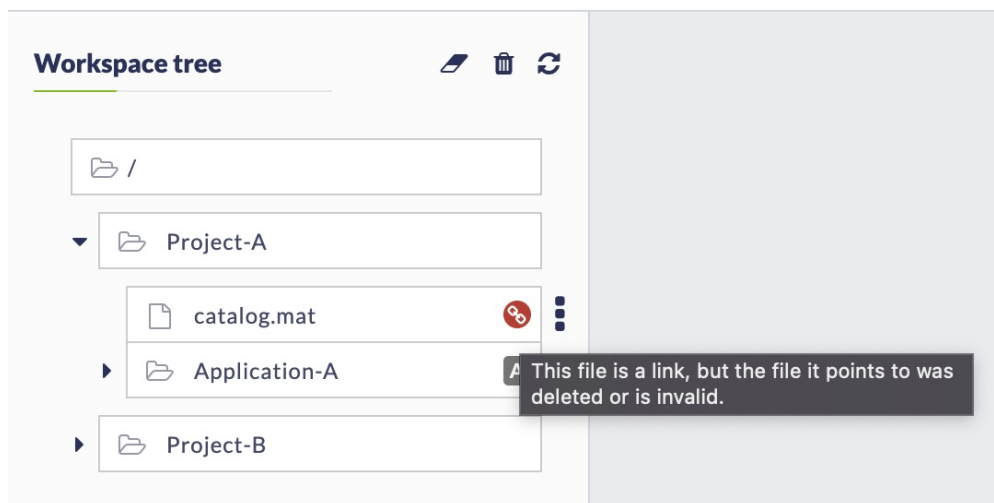 Workspace tree
/
Project-A
catalog.mat
Application-A
A
This file is a link, but the file it points to was
deleted or is invalid.
Project-B